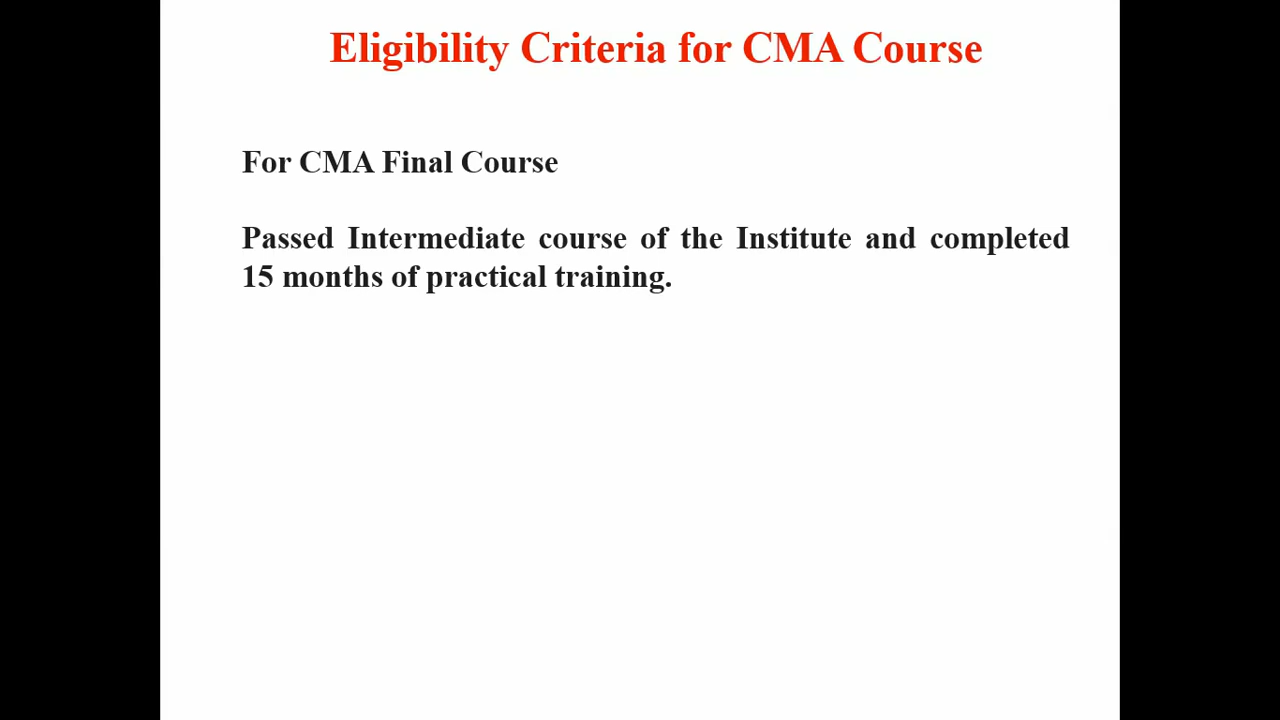 Eligibility Criteria for CMA Course
For CMA Final Course
Passed Intermediate course of the Institute and completed
15 months of practical training.